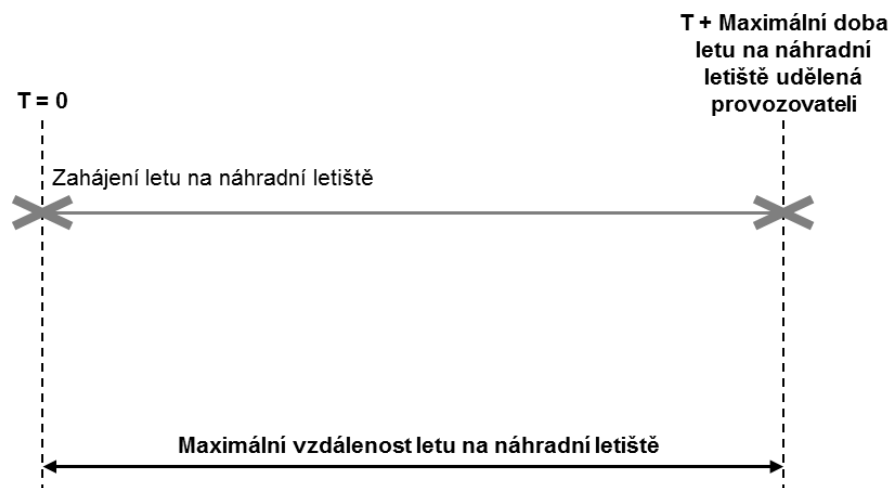 T + Maximální doba
letu na náhradní
letiště udělená
provozovateli
T = 0
Zahájení letu na náhradní letiště
Maximální vzdálenost letu na náhradní letiště